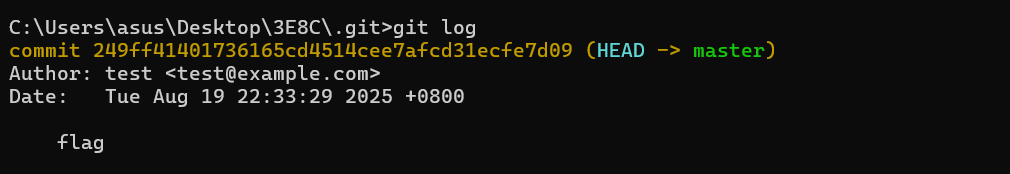 C:\Users\asus\Desktop\3E8C\.git>git log
commit 249ff41401736165cd4514cee7afcd31ecfe7d09 (HEAD -> master)
Author: test <test@example.com>
Date:   Tue Aug 19 22:33:29 2025 +0800
    flag